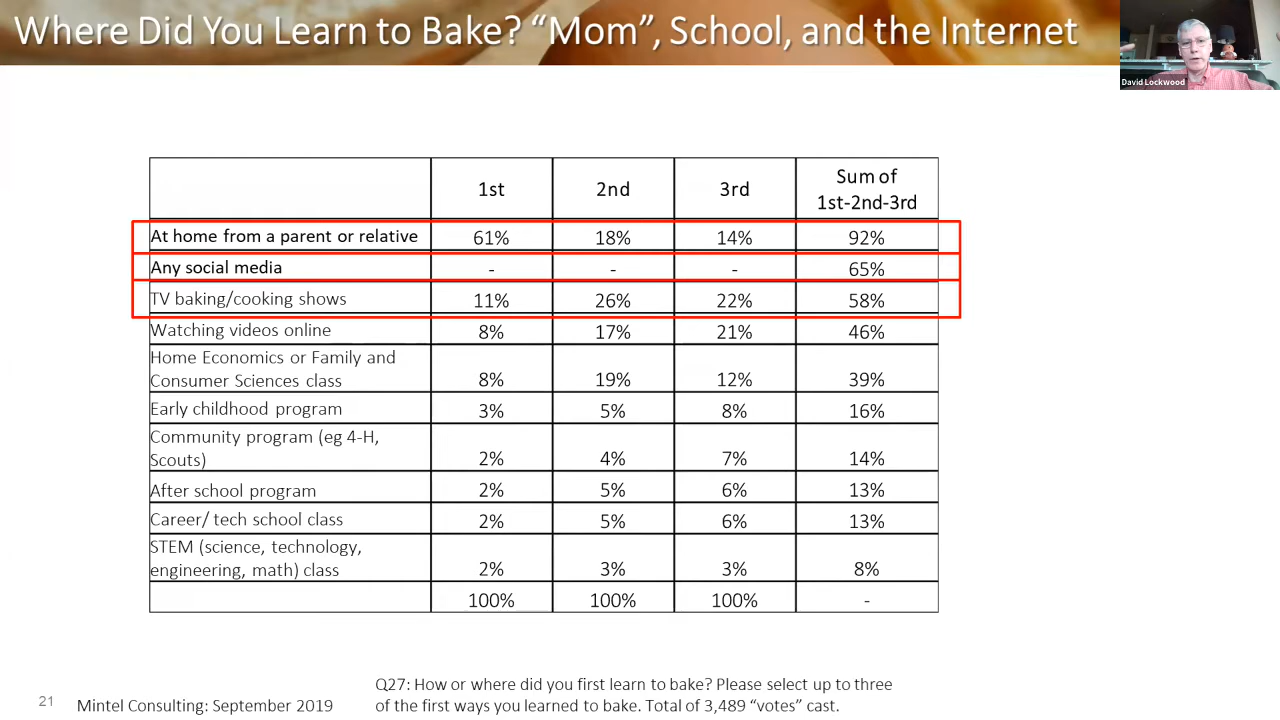 Where Did You Learn to Bake? “Mom”, School, and the Internet
David Lockwood
1st 2nd 3rd Sum of
1st-2nd-3rd
At home from a parent or relative 61% 18% 14% 92%
Any social media - - - 65%
TV baking/cooking shows 11% 26% 22% 58%
Watching videos online 8% 17% 21% 46%
Home Economics or Family and
Consumer Sciences class 8% 19% 12% 39%
Early childhood program 3% 5% 8% 16%
Community program (eg 4-H,
Scouts) 2% 4% 7% 14%
After school program 2% 5% 6% 13%
Career/ tech school class 2% 5% 6% 13%
STEM (science, technology,
engineering, math) class 2% 3% 3% 8%
100% 100% 100% -
Q27: How or where did you first learn to bake? Please select up to three
of the first ways you learned to bake. Total of 3,489 “votes” cast.
21 Mintel Consulting: September 2019